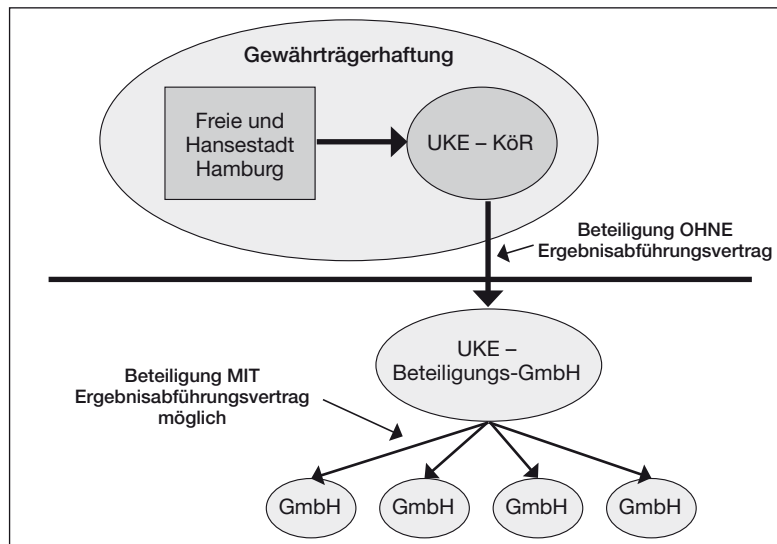 Gewährträgerhaftung
Freie und
Hansestadt
Hamburg
UKE – KöR
Beteiligung OHNE
Ergebnisabführungsvertrag
UKE –
Beteiligungs-GmbH
Beteiligung MIT
Ergebnisabführungsvertrag
möglich
GmbH
GmbH
GmbH
GmbH